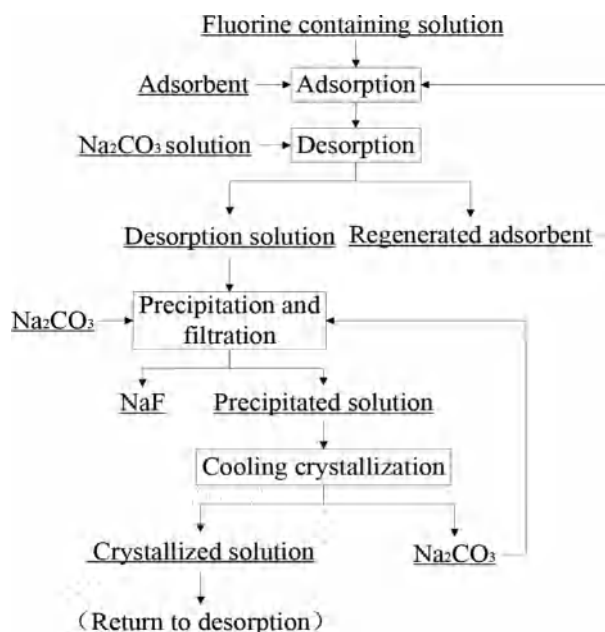 Fluorine containing solution
Adsorbent
Adsorption
Na₂CO₃ solution
Desorption
Desorption solution
Regenerated adsorbent
Na₂CO₃
Precipitation and
filtration
NaF
Precipitated solution
Cooling crystallization
Crystallized solution
Na₂CO₃
（Return to desorption）